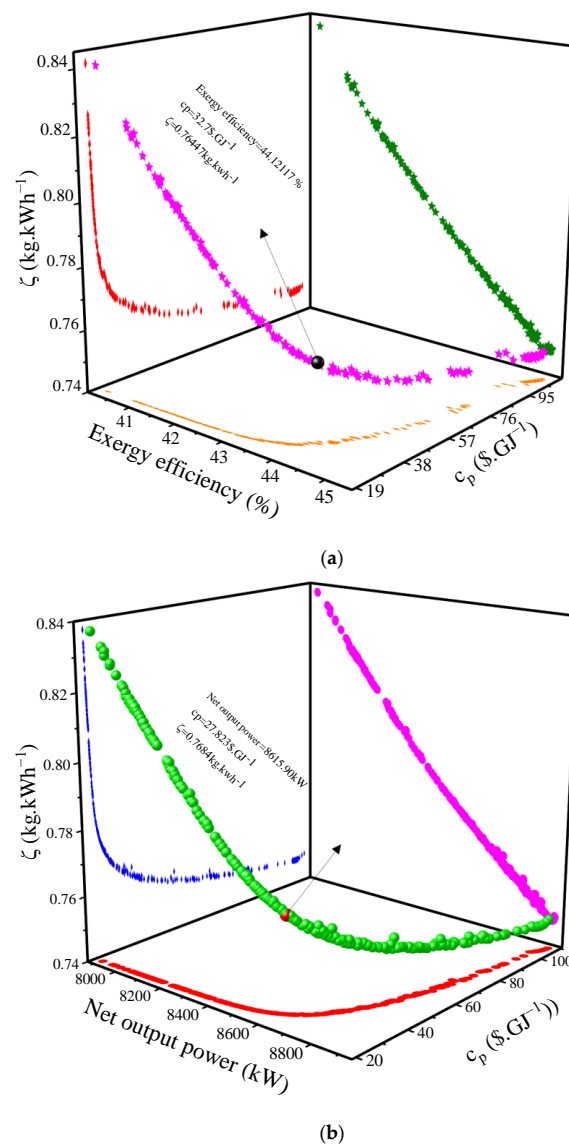 0.84
0.82
0.80
0.78
0.76
0.74
ζ (kg.kWh⁻¹)
Exergy efficiency=44.12117 %
cp=32.7$.GJ⁻¹
ζ=0.76447kg.kwh⁻¹
41
42
43
44
45
Exergy efficiency (%)
19
38
57
76
95
cₚ ($.GJ⁻¹)
(a)
0.84
0.82
0.80
0.78
0.76
0.74
ζ (kg.kWh⁻¹)
Net output power=8615.90kW
cp=27.823$.GJ⁻¹
ζ=0.7684kg.kwh⁻¹
8000
8200
8400
8600
8800
Net output power (kW)
20
40
60
80
100
cₚ ($.GJ⁻¹))
(b)